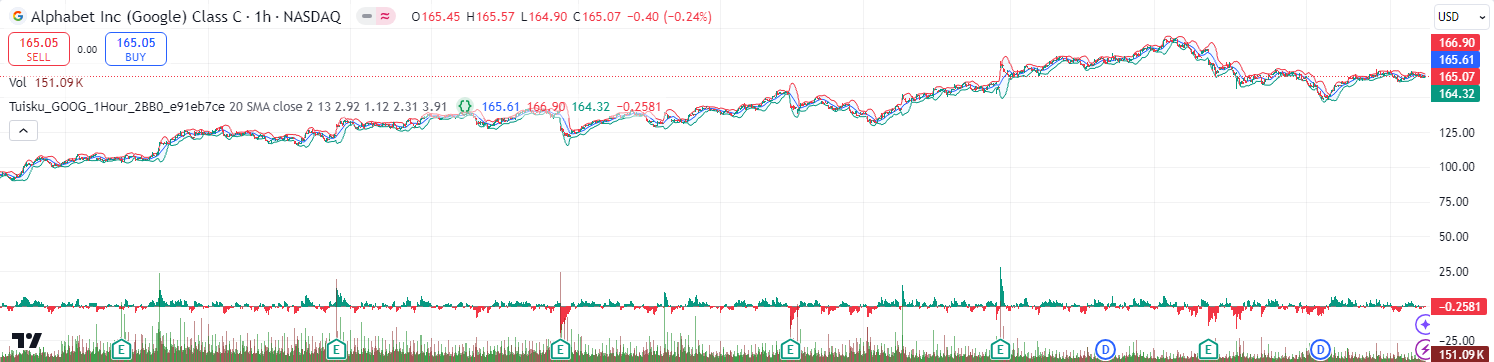 G Alphabet Inc (Google) Class C · 1h · NASDAQ O165.45 H165.57 L164.90 C165.07 −0.40 (−0.24%)
USD
165.05
SELL
0.00
165.05
BUY
Vol 151.09 K
Tuisku_GOOG_1Hour_2BB0_e91eb7ce 20 SMA close 2 13 2.92 1.12 2.31 3.91 {} 165.61 166.90 164.32 −0.2581
166.90
165.61
165.07
164.32
125.00
100.00
75.00
50.00
25.00
−0.2581
−25.00
151.09 K
E E E E E D E D